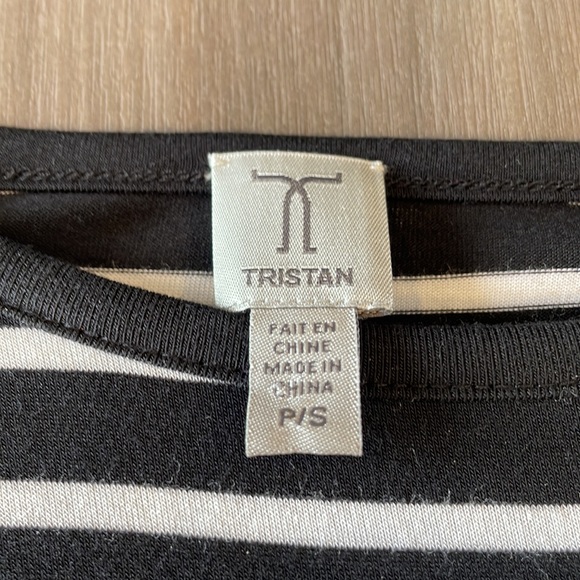 TRISTAN
FAIT EN
CHINE
MADE IN
CHINA
P/S